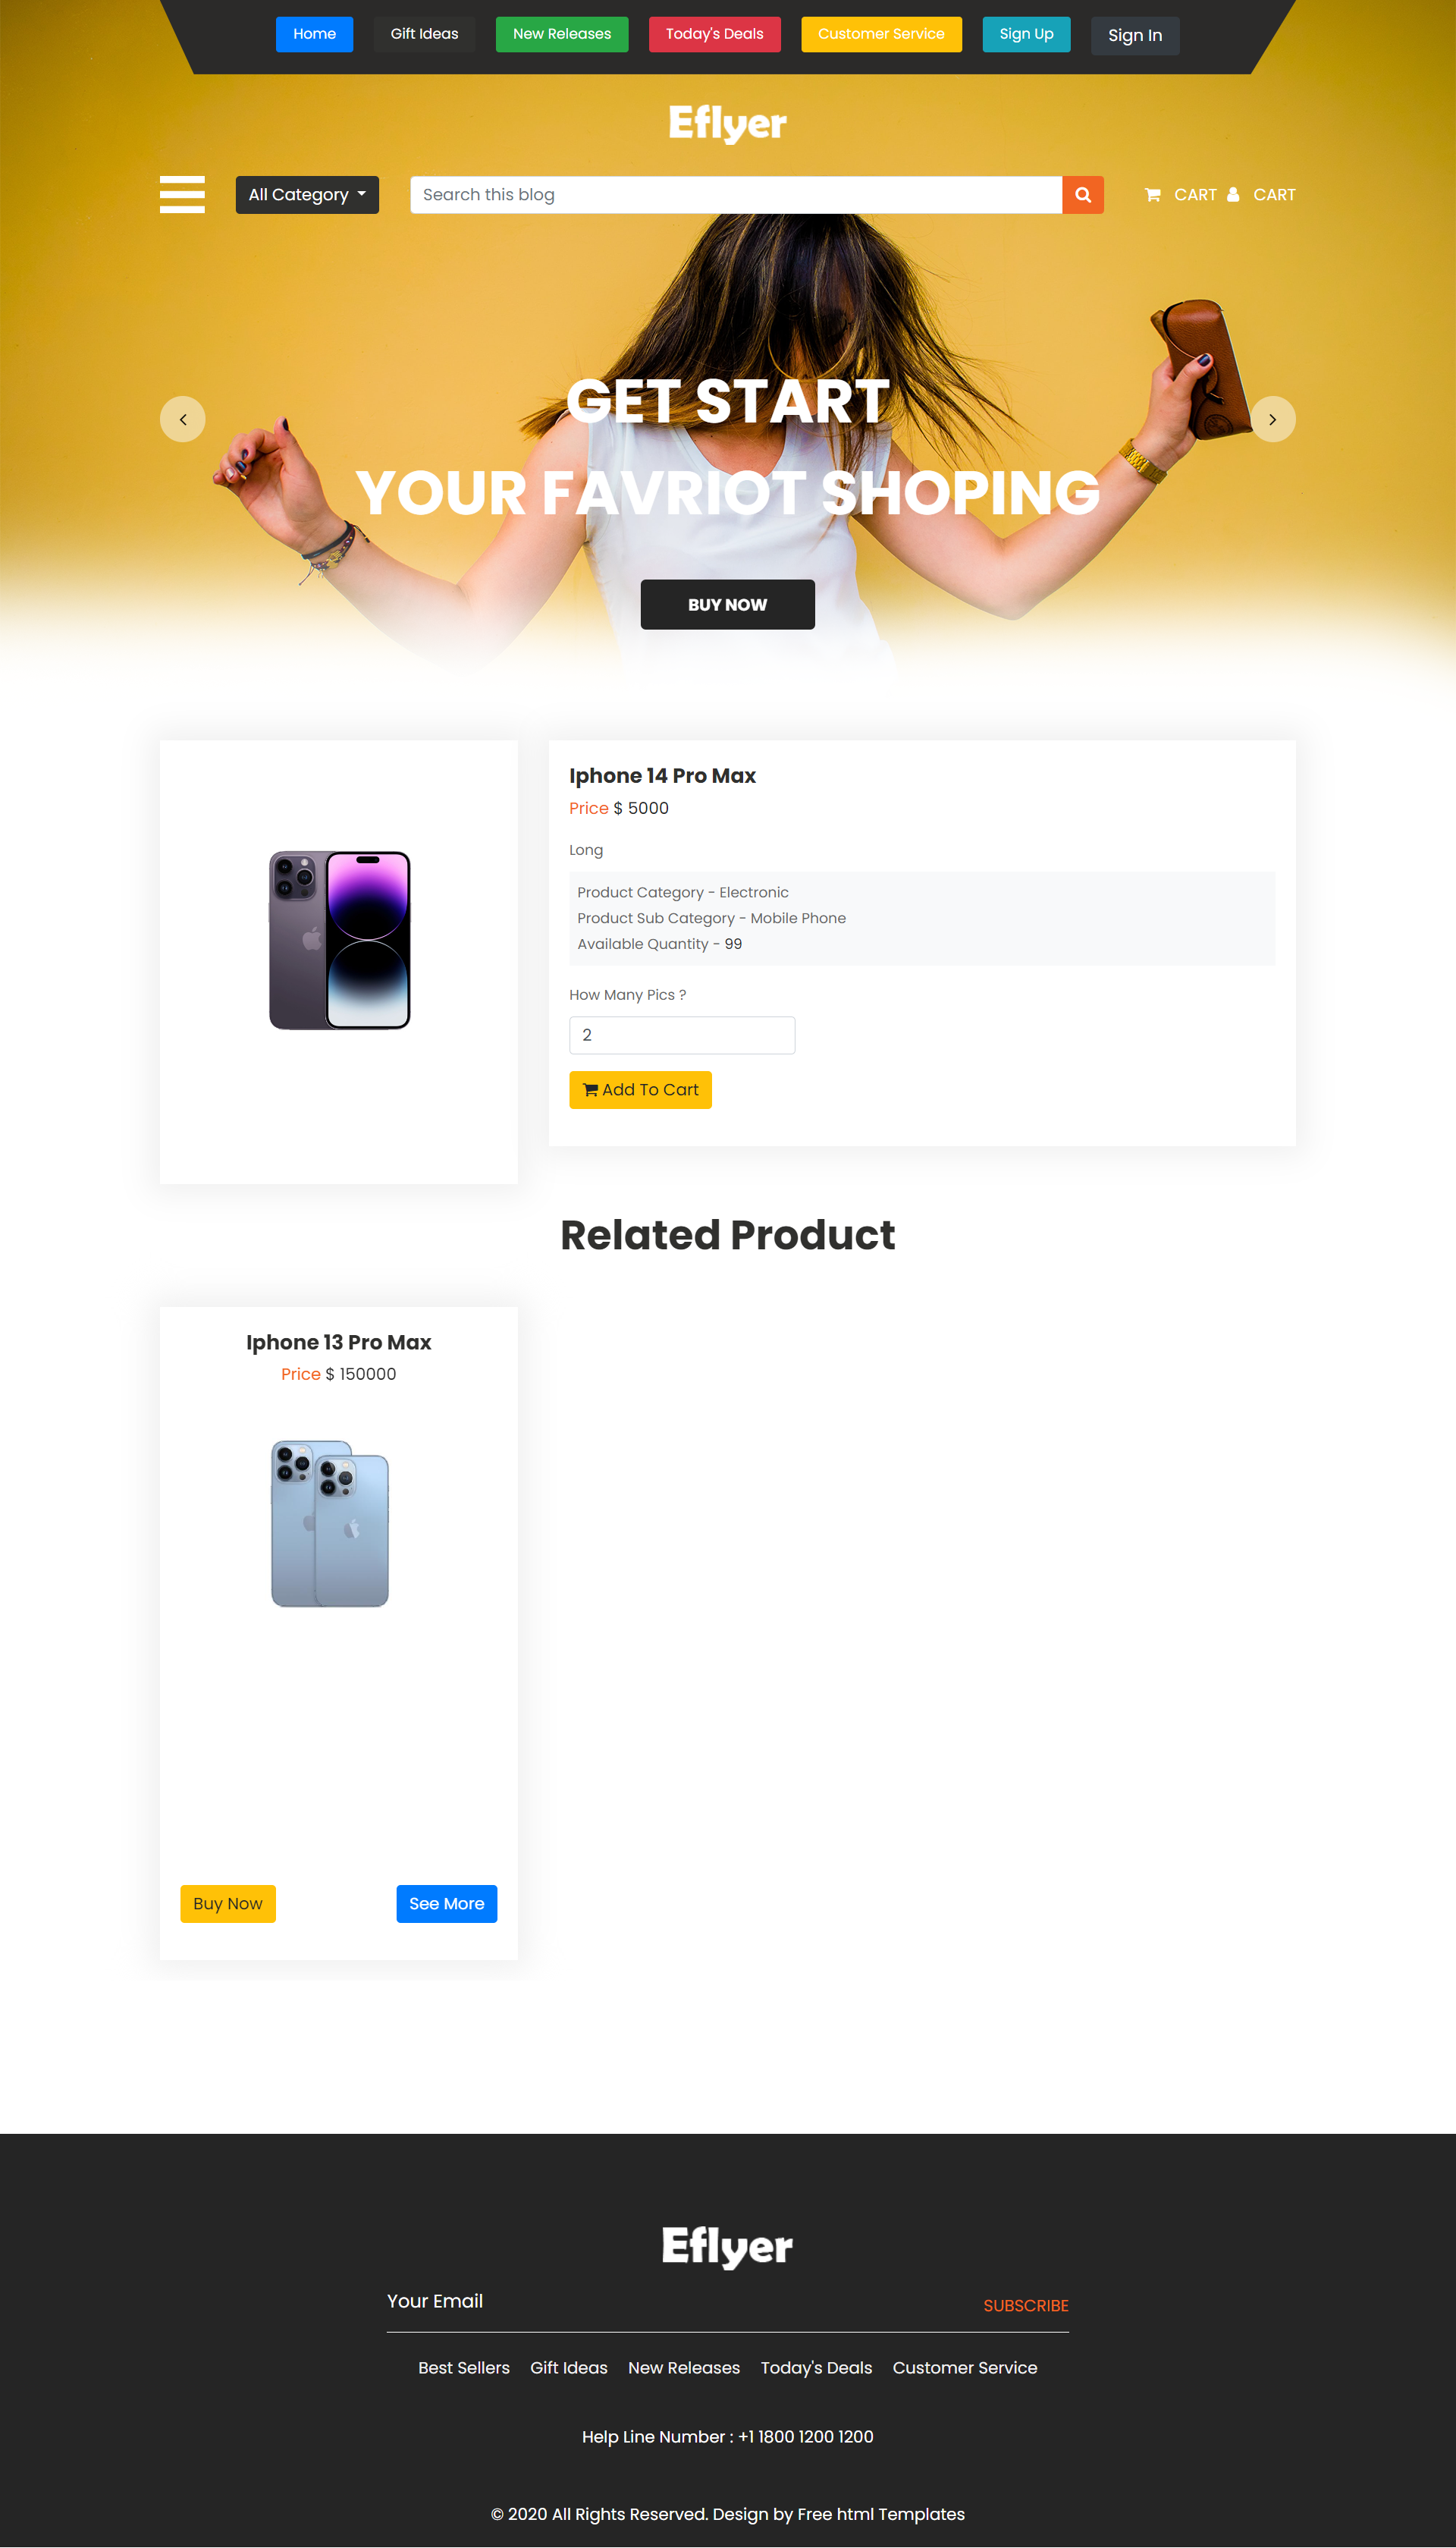 Home Gift Ideas New Releases Today's Deals Customer Service Sign Up Sign In
Eflyer
All Category Search this blog CART CART
GET START
YOUR FAVRIOT SHOPING
BUY NOW
Iphone 14 Pro Max
Price $ 5000
Long
Product Category - Electronic
Product Sub Category - Mobile Phone
Available Quantity - 99
How Many Pics ?
2
Add To Cart
Related Product
Iphone 13 Pro Max
Price $ 150000
Buy Now See More
Eflyer
Your Email SUBSCRIBE
Best Sellers Gift Ideas New Releases Today's Deals Customer Service
Help Line Number : +1 1800 1200 1200
© 2020 All Rights Reserved. Design by Free html Templates